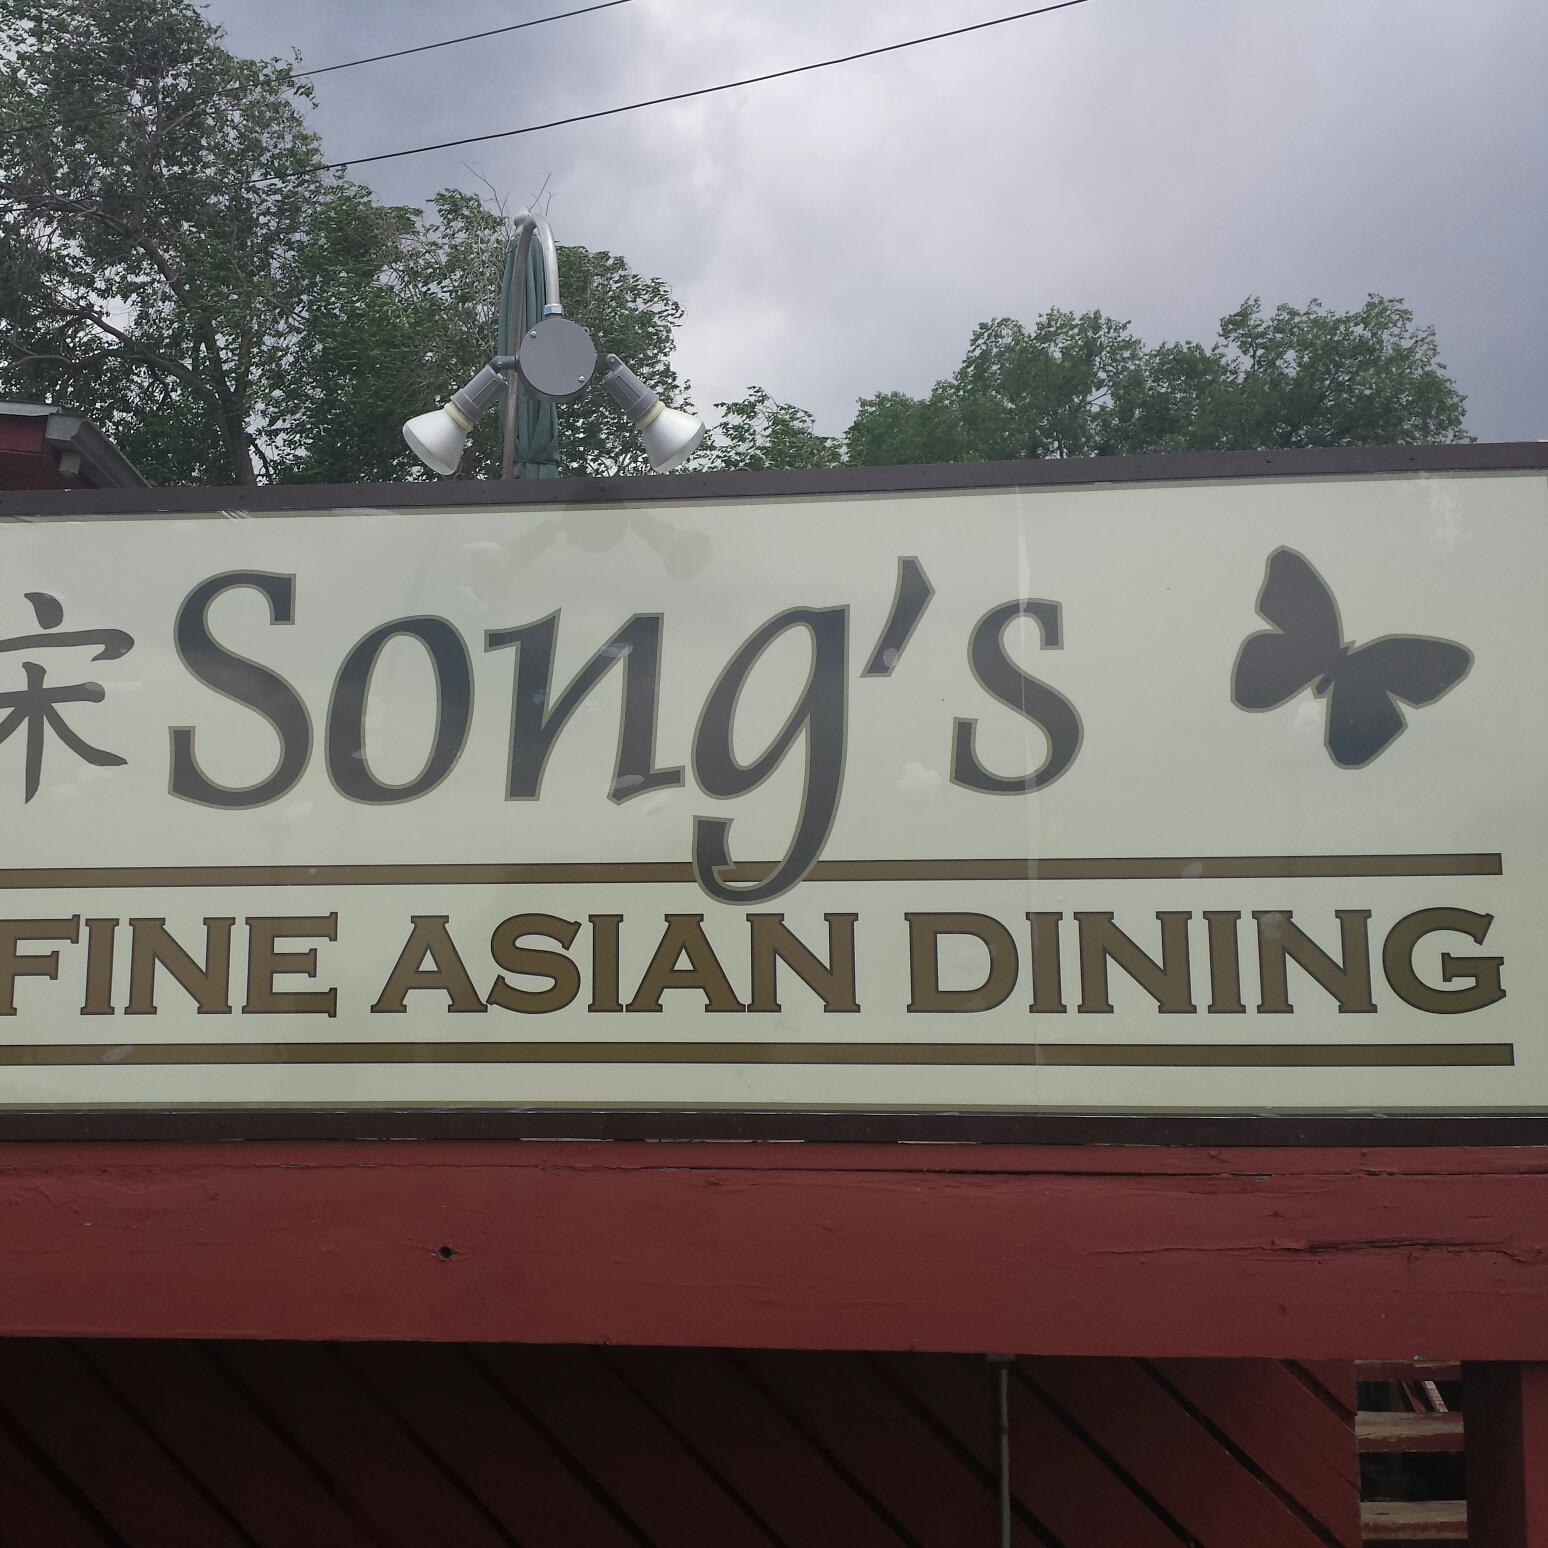 宋 Song's
FINE ASIAN DINING